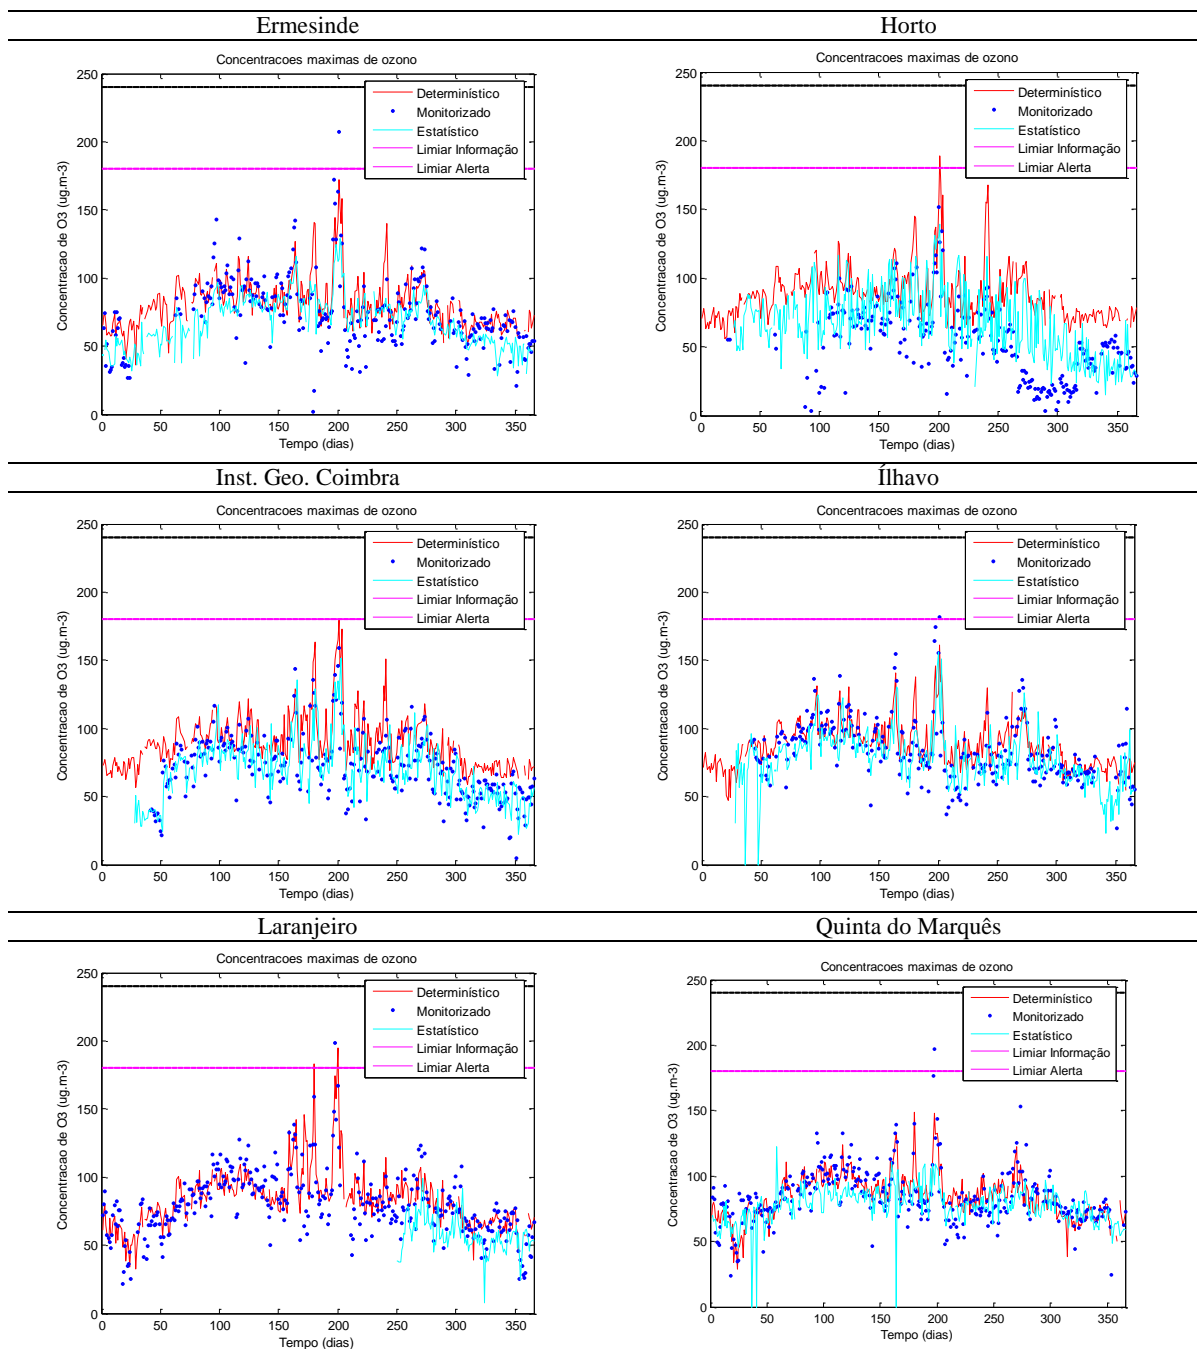 Ermesinde
Horto
Concentracoes maximas de ozono
250
200
150
100
50
0
Concentracao de O3 (ug.m-3)
0 50 100 150 200 250 300 350
Tempo (dias)
Determinístico
Monitorizado
Estatístico
Limiar Informação
Limiar Alerta
Concentracoes maximas de ozono
250
200
150
100
50
0
Concentracao de O3 (ug.m-3)
0 50 100 150 200 250 300 350
Tempo (dias)
Determinístico
Monitorizado
Estatístico
Limiar Informação
Limiar Alerta
Inst. Geo. Coimbra
Ílhavo
Concentracoes maximas de ozono
250
200
150
100
50
0
Concentracao de O3 (ug.m-3)
0 50 100 150 200 250 300 350
Tempo (dias)
Determinístico
Monitorizado
Estatístico
Limiar Informação
Limiar Alerta
Concentracoes maximas de ozono
250
200
150
100
50
0
Concentracao de O3 (ug.m-3)
0 50 100 150 200 250 300 350
Tempo (dias)
Determinístico
Monitorizado
Estatístico
Limiar Informação
Limiar Alerta
Laranjeiro
Quinta do Marquês
Concentracoes maximas de ozono
250
200
150
100
50
0
Concentracao de O3 (ug.m-3)
0 50 100 150 200 250 300 350
Tempo (dias)
Determinístico
Monitorizado
Estatístico
Limiar Informação
Limiar Alerta
Concentracoes maximas de ozono
250
200
150
100
50
0
Concentracao de O3 (ug.m-3)
0 50 100 150 200 250 300 350
Tempo (dias)
Determinístico
Monitorizado
Estatístico
Limiar Informação
Limiar Alerta